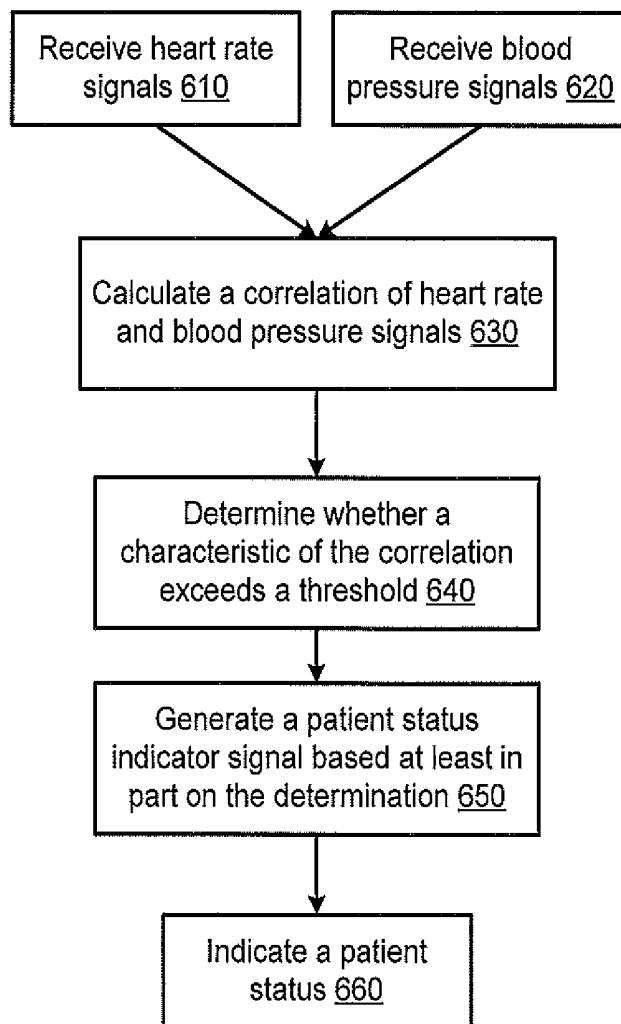 Receive heart rate
signals 610
Receive blood
pressure signals 620
Calculate a correlation of heart rate
and blood pressure signals 630
Determine whether a
characteristic of the correlation
exceeds a threshold 640
Generate a patient status
indicator signal based at least in
part on the determination 650
Indicate a patient
status 660